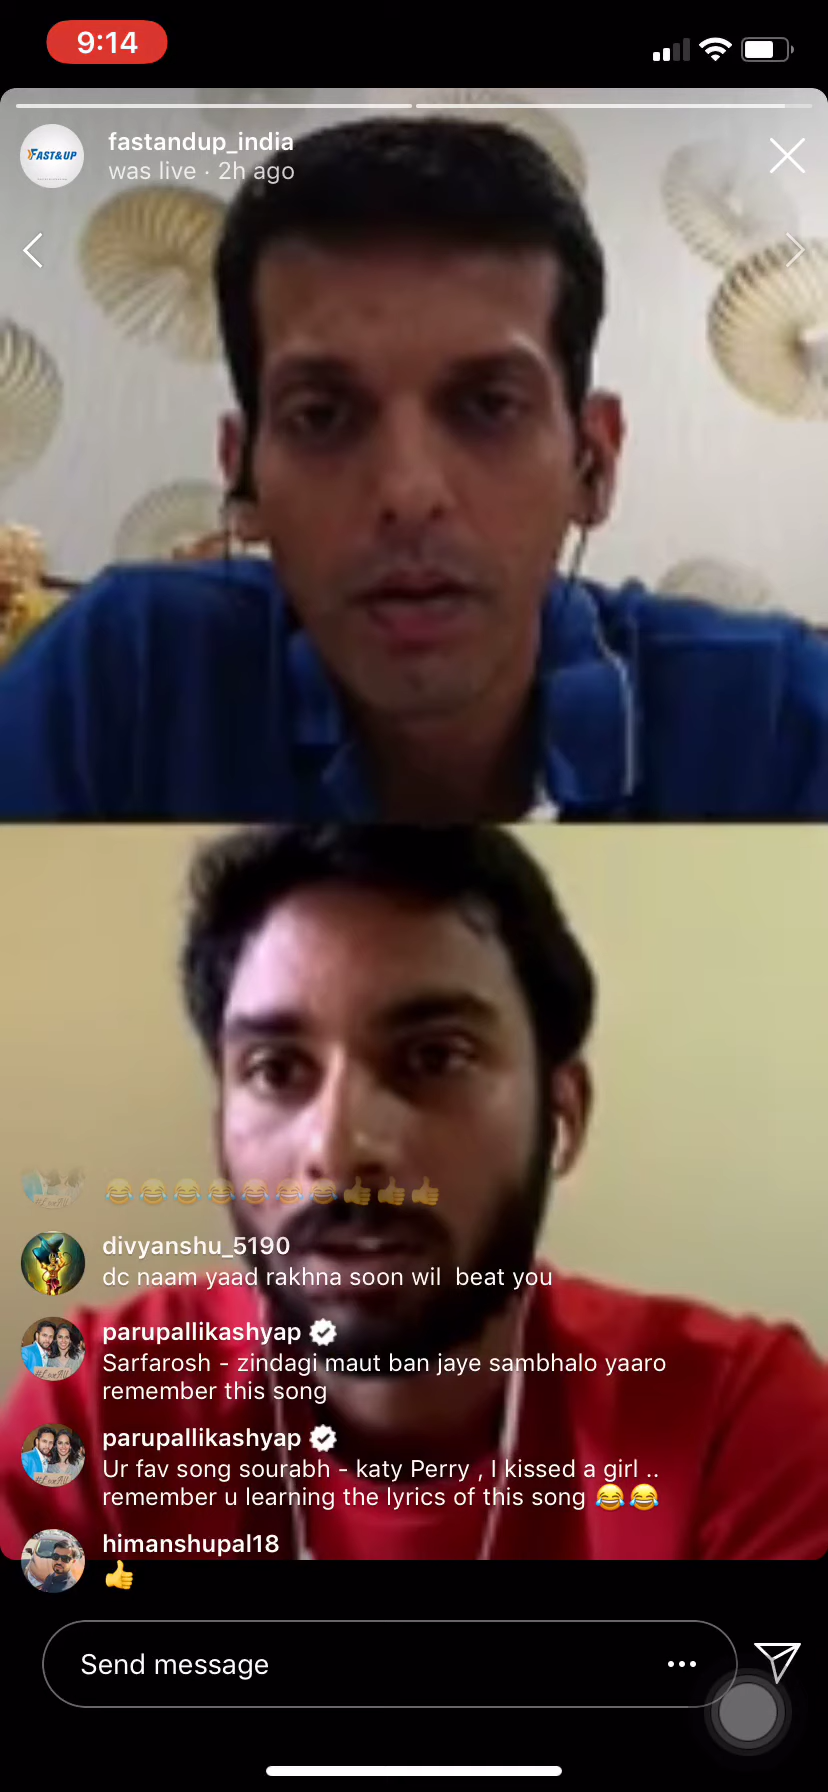 9:14
FAST&UP
fastandup_india
was live · 2h ago
😂😂😂😂😂😂😂👍👍👍
divyanshu_5190
dc naam yaad rakhna soon wil  beat you
parupallikashyap
Sarfarosh - zindagi maut ban jaye sambhalo yaaro
remember this song
parupallikashyap
Ur fav song sourabh - katy Perry , I kissed a girl ..
remember u learning the lyrics of this song 😂😂
himanshupal18
👍
Send message